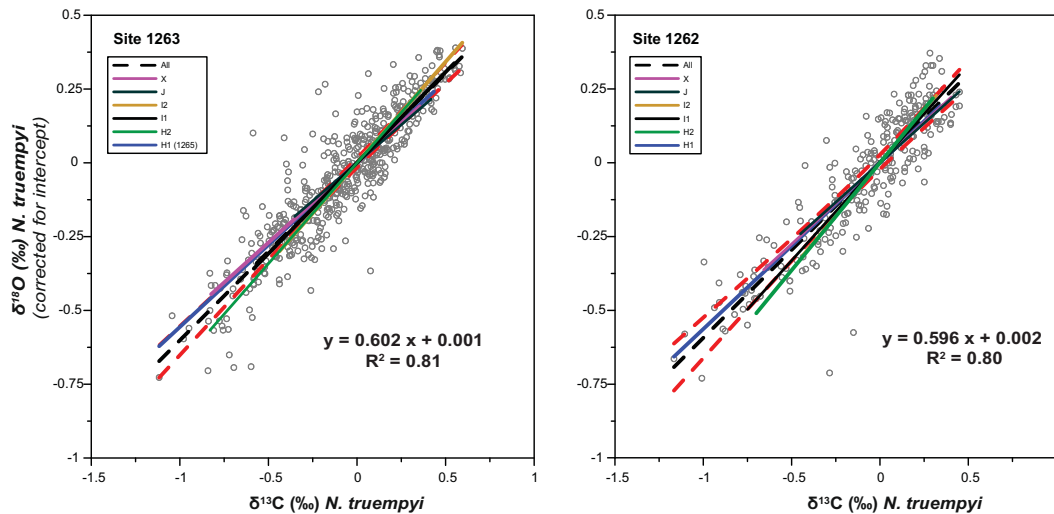 Site 1263
All
X
J
I2
I1
H2
H1 (1265)
y = 0.602 x + 0.001
R² = 0.81
δ¹⁸O (‰) N. truempyi
(corrected for intercept)
0.5
0.25
0
-0.25
-0.5
-0.75
-1
-1.5
-1
-0.5
0
0.5
1
δ¹³C (‰) N. truempyi
Site 1262
All
X
J
I2
I1
H2
H1
y = 0.596 x + 0.002
R² = 0.80
0.5
0.25
0
-0.25
-0.5
-0.75
-1
-1.5
-1
-0.5
0
0.5
δ¹³C (‰) N. truempyi